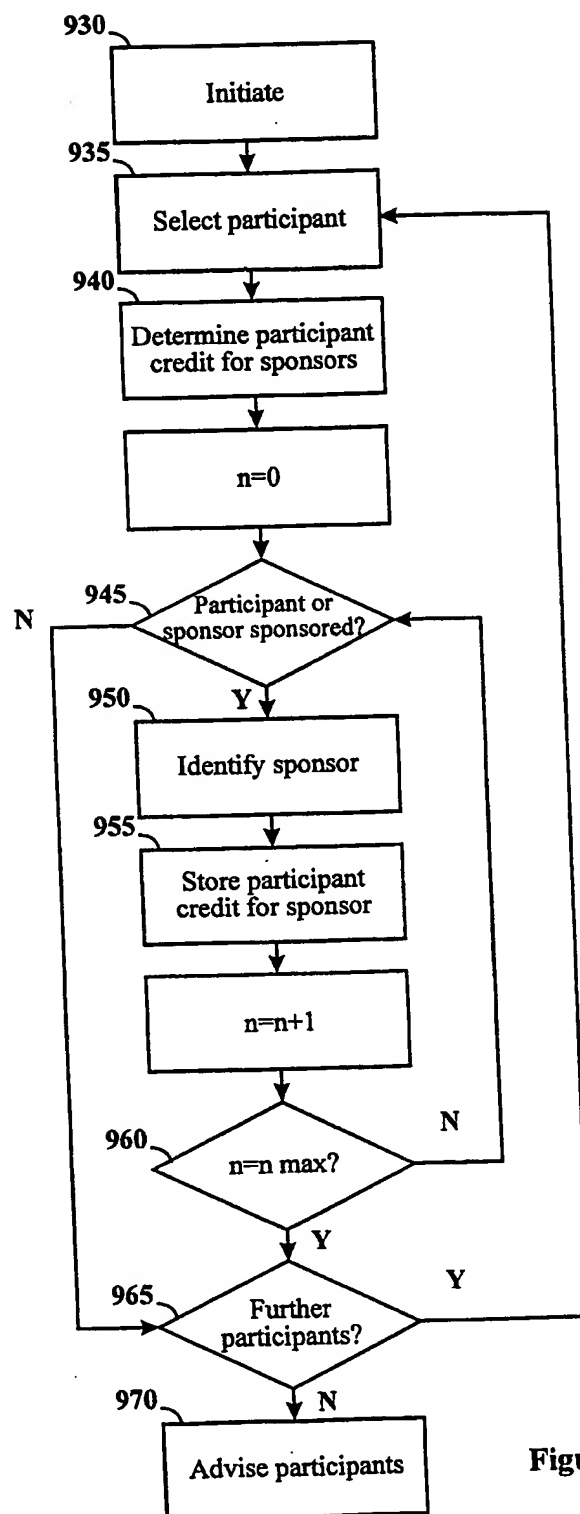 930
Initiate
935
Select participant
940
Determine participant
credit for sponsors
n=0
945
N
Participant or
sponsor sponsored?
Y
950
Identify sponsor
955
Store participant
credit for sponsor
n=n+1
960
N
n=n max?
Y
965
Y
Further
participants?
N
970
Advise participants